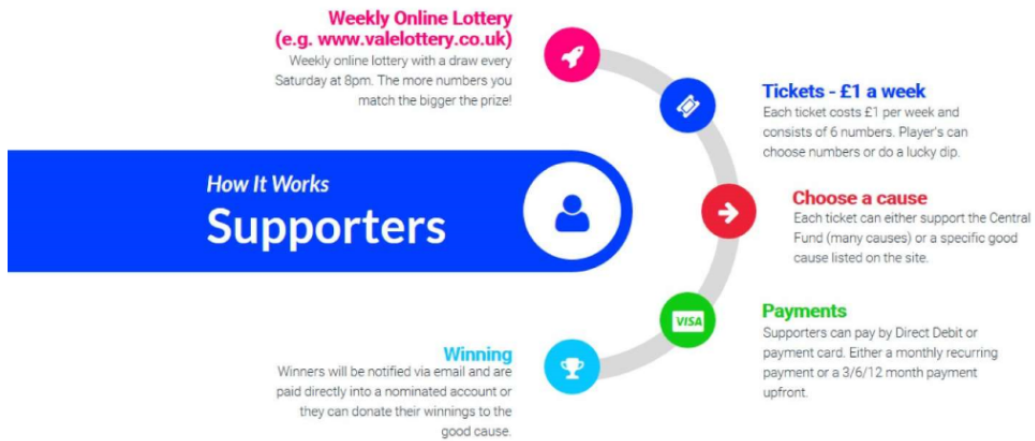 Weekly Online Lottery
(e.g. www.valelottery.co.uk)
Weekly online lottery with a draw every
Saturday at 8pm. The more numbers you
match the bigger the prize!
Tickets - £1 a week
Each ticket costs £1 per week and
consists of 6 numbers. Player's can
choose numbers or do a lucky dip.
How It Works
Supporters
Choose a cause
Each ticket can either support the Central
Fund (many causes) or a specific good
cause listed on the site.
Payments
Supporters can pay by Direct Debit or
payment card. Either a monthly recurring
payment or a 3/6/12 month payment
upfront.
VISA
Winning
Winners will be notified via email and are
paid directly into a nominated account or
they can donate their winnings to the
good cause.